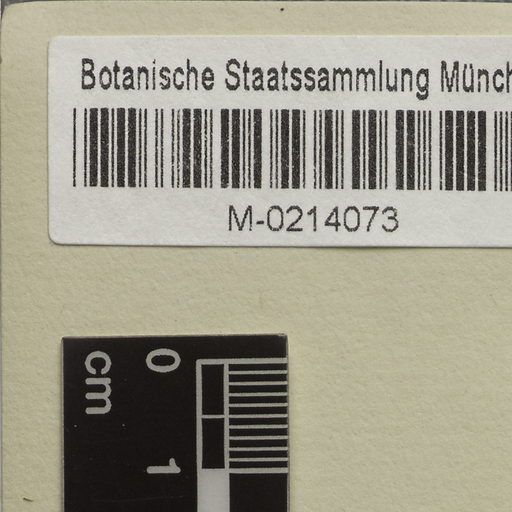 Botanische Staatssammlung Münch
M-0214073
cm
0
1